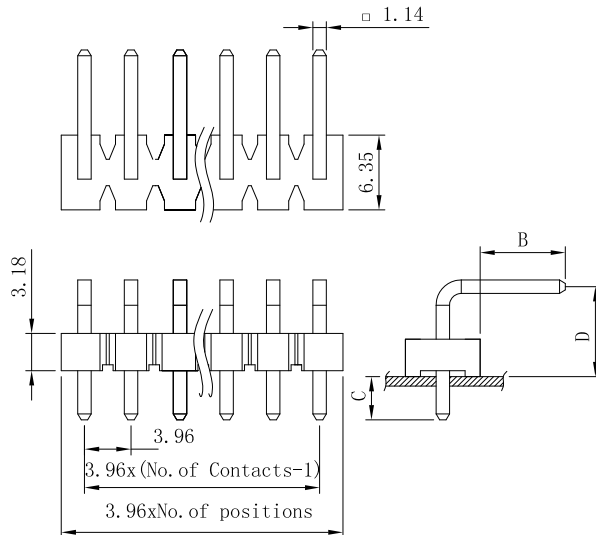 □ 1.14
6.35
3.18
B
D
C
3.96
3.96x(No.of Contacts-1)
3.96xNo.of positions